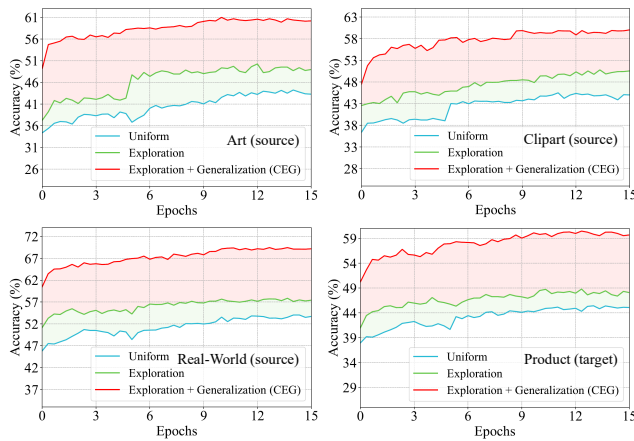 Accuracy (%)
61
56
51
46
41
36
31
26
Uniform
Exploration
Exploration + Generalization (CEG)
Art (source)
0 3 6 9 12 15
Epochs
Accuracy (%)
63
58
53
48
43
38
33
28
Uniform
Exploration
Exploration + Generalization (CEG)
Clipart (source)
0 3 6 9 12 15
Epochs
Accuracy (%)
72
67
62
57
52
47
42
37
Uniform
Exploration
Exploration + Generalization (CEG)
Real-World (source)
0 3 6 9 12 15
Epochs
Accuracy (%)
59
54
49
44
39
34
29
Uniform
Exploration
Exploration + Generalization (CEG)
Product (target)
0 3 6 9 12 15
Epochs